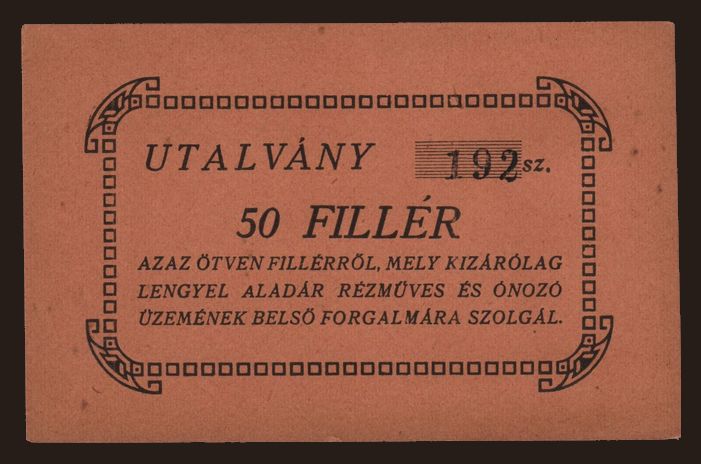 UTALVÁNY 192 sz.
50 FILLÉR
AZAZ ÖTVEN FILLÉRRŐL, MELY KIZÁRÓLAG
LENGYEL ALADÁR RÉZMŰVES ÉS ÓNOZÓ
ÜZEMÉNEK BELSŐ FORGALMÁRA SZOLGÁL.